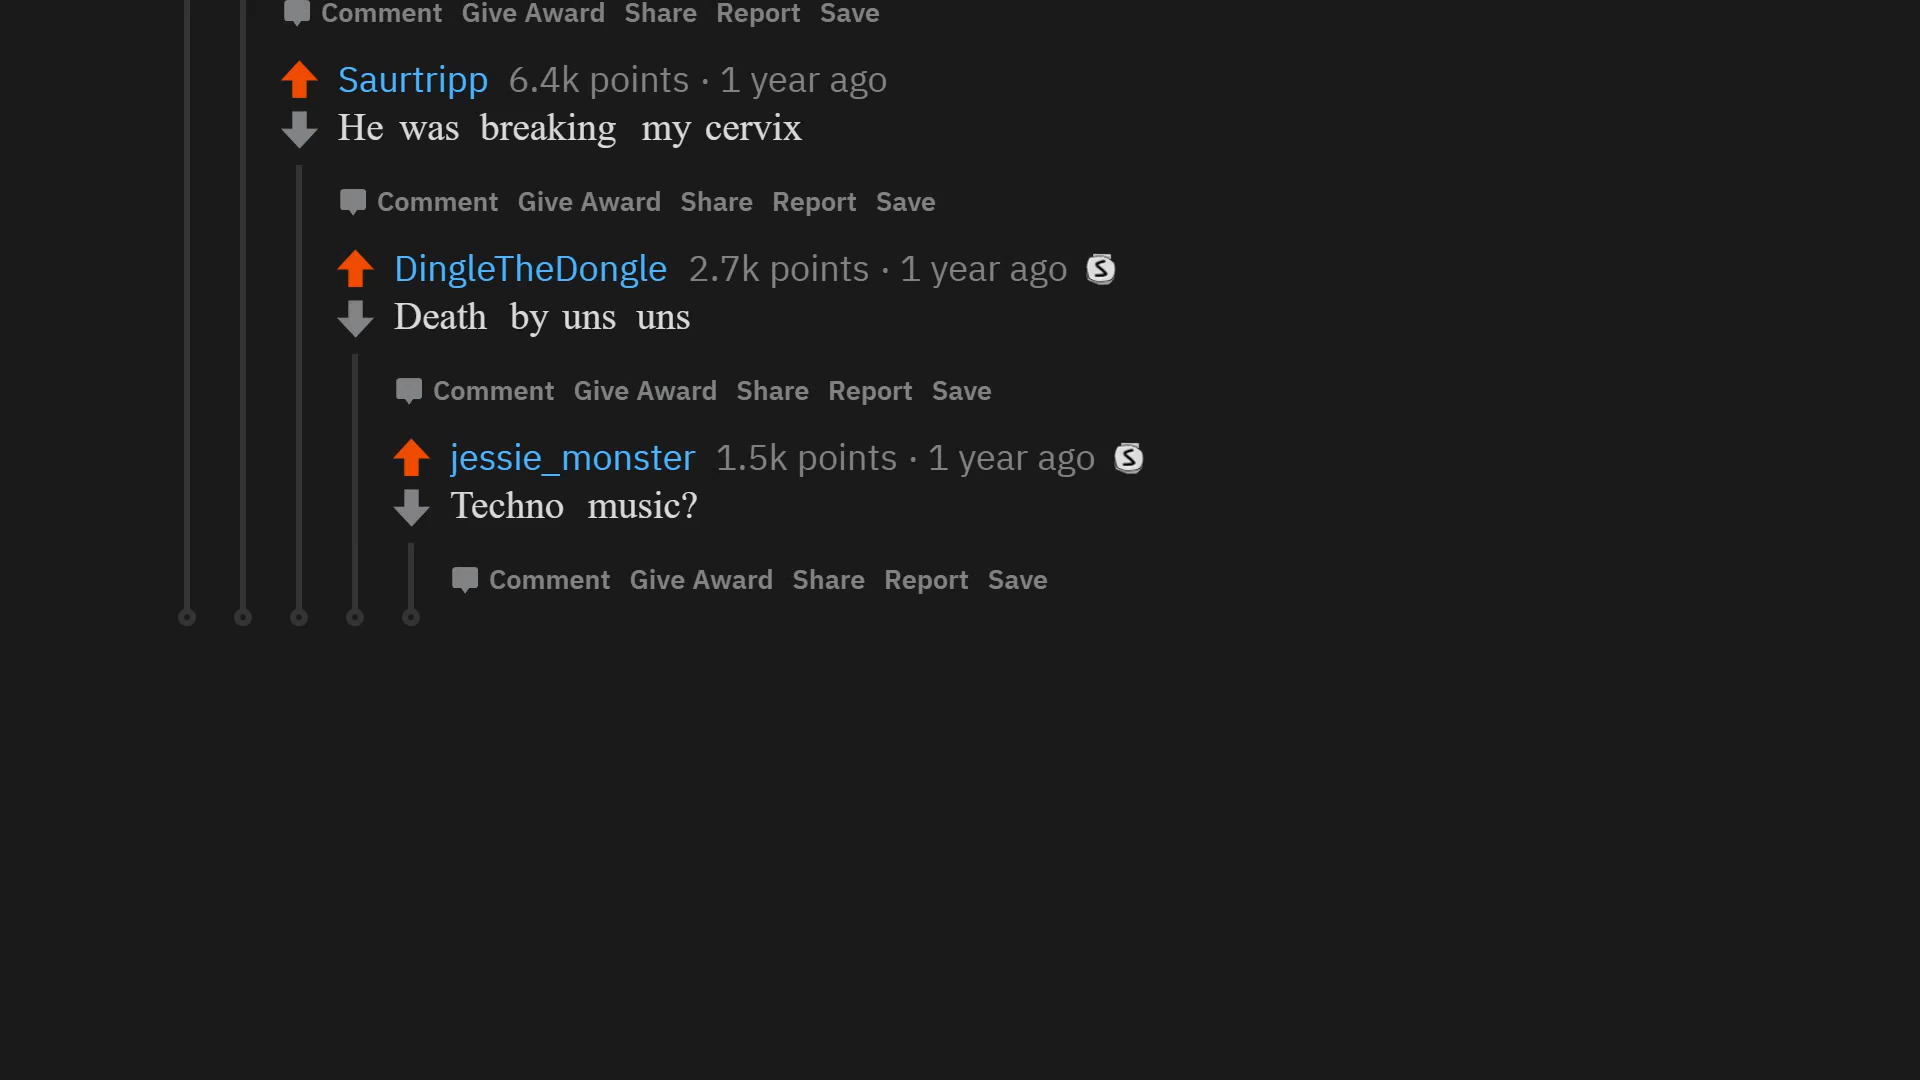 Comment Give Award Share Report Save
Saurtripp 6.4k points · 1 year ago
He was breaking my cervix
Comment Give Award Share Report Save
DingleTheDongle 2.7k points · 1 year ago S
Death by uns uns
Comment Give Award Share Report Save
jessie_monster 1.5k points · 1 year ago S
Techno music?
Comment Give Award Share Report Save